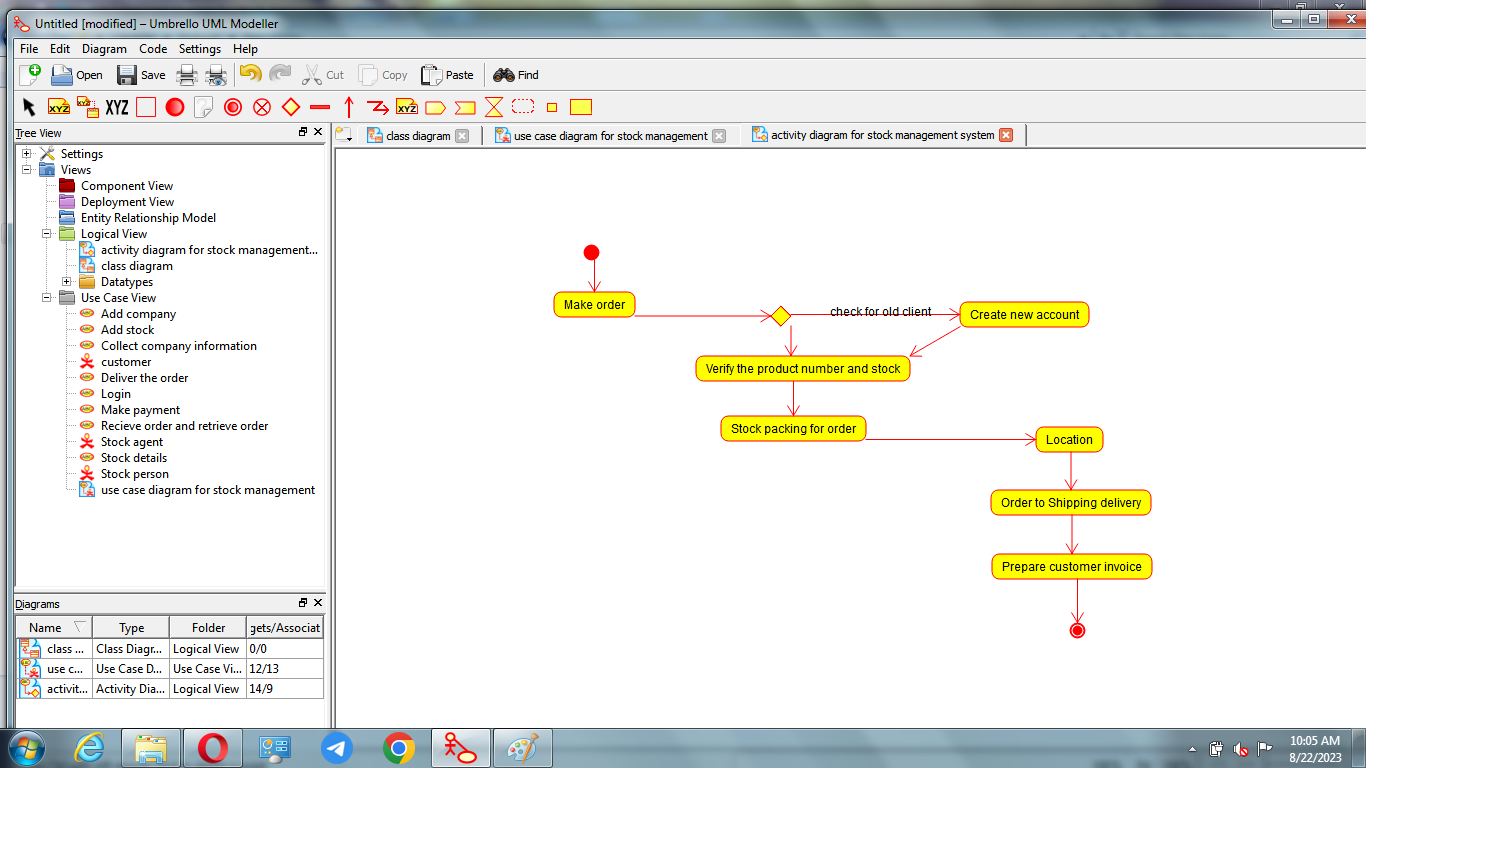 Untitled [modified] – Umbrello UML Modeller
File Edit Diagram Code Settings Help
Open Save Cut Copy Paste Find
XYZ XYZ XYZ XYZ
Tree View
class diagram
use case diagram for stock management
activity diagram for stock management system
Settings
Views
Component View
Deployment View
Entity Relationship Model
Logical View
activity diagram for stock management...
class diagram
Datatypes
Use Case View
Add company
Add stock
Collect company information
customer
Deliver the order
Login
Make payment
Recieve order and retrieve order
Stock agent
Stock details
Stock person
use case diagram for stock management
Make order
check for old client
Create new account
Verify the product number and stock
Stock packing for order
Location
Order to Shipping delivery
Prepare customer invoice
Diagrams
Name Type Folder gets/Associat
class ... Class Diagr... Logical View 0/0
use c... Use Case D... Use Case Vi... 12/13
activit... Activity Dia... Logical View 14/9
10:05 AM
8/22/2023